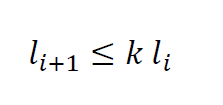 l_{i+1} ≤ k l_i